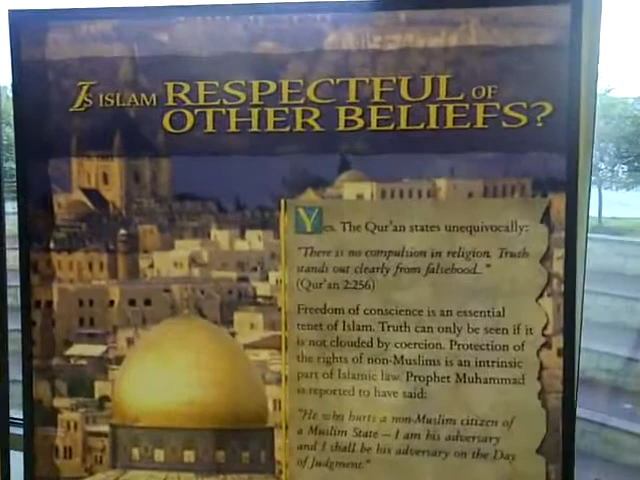 IS ISLAM RESPECTFUL OF
OTHER BELIEFS?
Yes. The Qur'an states unequivocally:
"There is no compulsion in religion. Truth
stands out clearly from falsehood..."
(Qur'an 2:256)
Freedom of conscience is an essential
tenet of Islam. Truth can only be seen if it
is not clouded by coercion. Protection of
the rights of non-Muslims is an intrinsic
part of Islamic law. Prophet Muhammad
is reported to have said:
"He who hurts a non-Muslim citizen of
a Muslim State – I am his adversary
and I shall be his adversary on the Day
of Judgment."